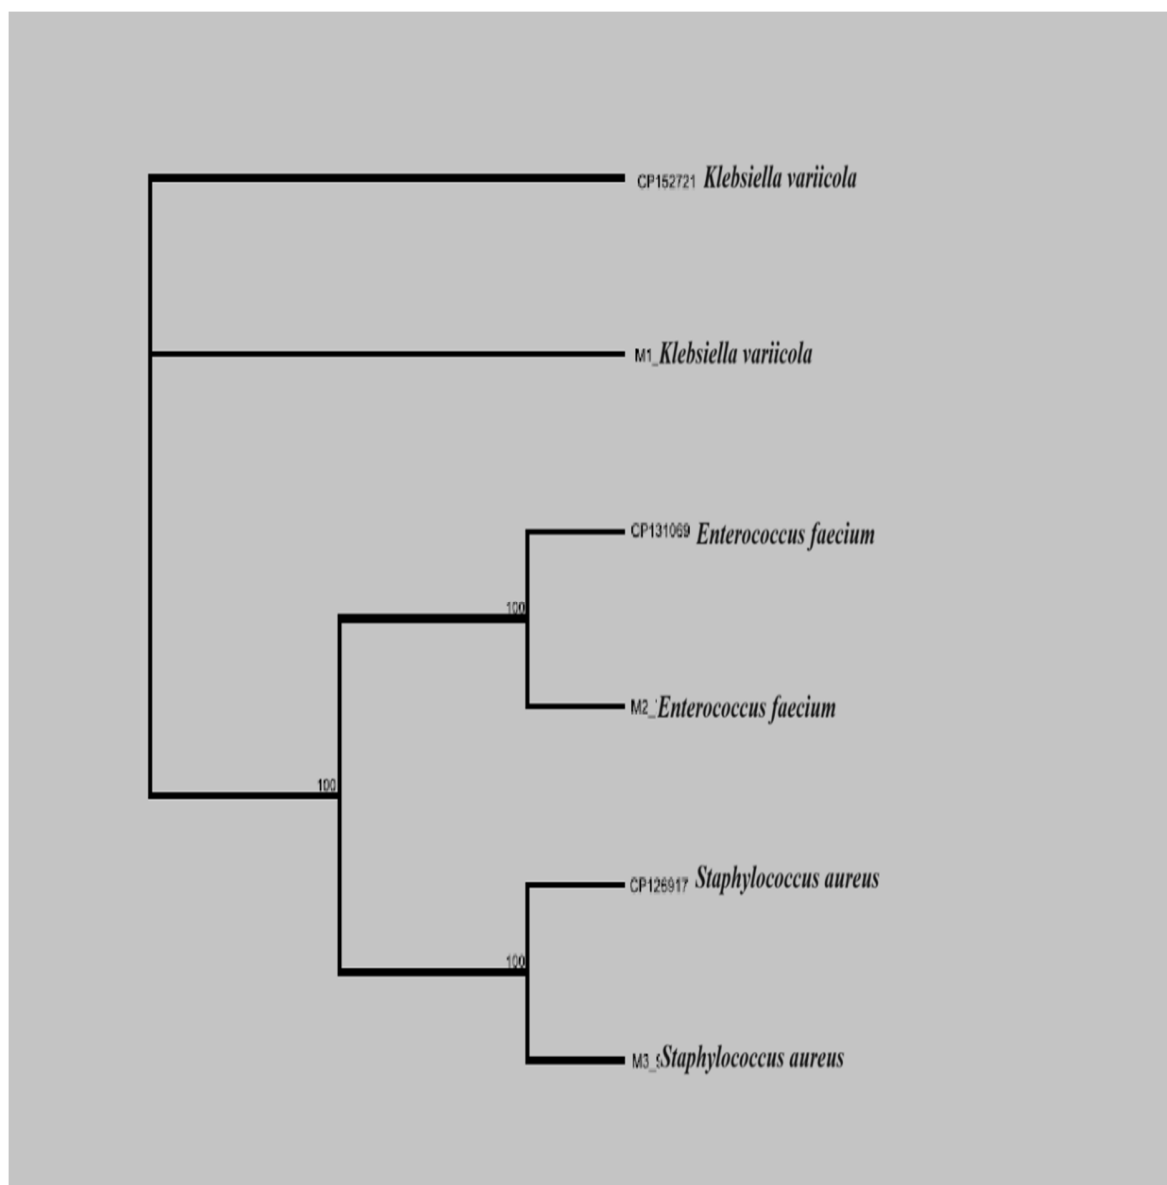 CP152721 Klebsiella variicola
M1_Klebsiella variicola
CP131069 Enterococcus faecium
100
M2_Enterococcus faecium
100
CP126917 Staphylococcus aureus
100
M3_Staphylococcus aureus